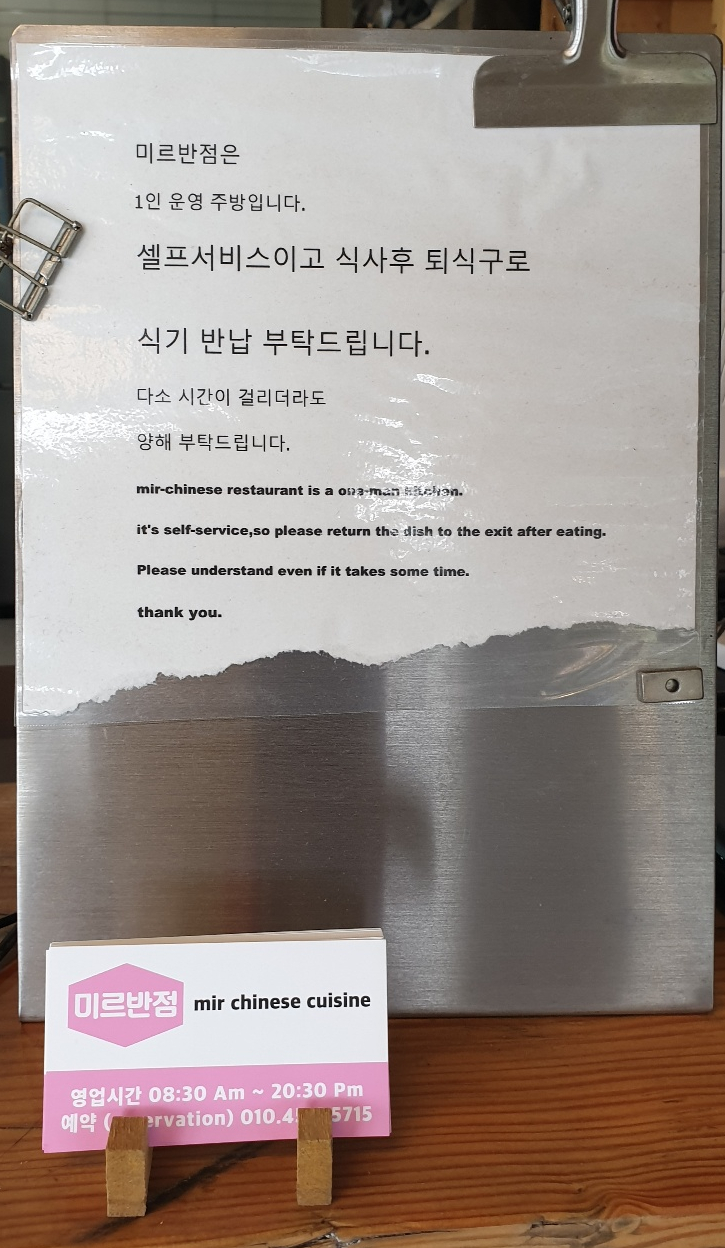 미르반점은
1인 운영 주방입니다.
셀프서비스이고 식사후 퇴식구로
식기 반납 부탁드립니다.
다소 시간이 걸리더라도
양해 부탁드립니다.
mir-chinese restaurant is a one-man kitchen.
it's self-service,so please return the dish to the exit after eating.
Please understand even if it takes some time.
thank you.
미르반점 mir chinese cuisine
영업시간 08:30 Am ~ 20:30 Pm
예약